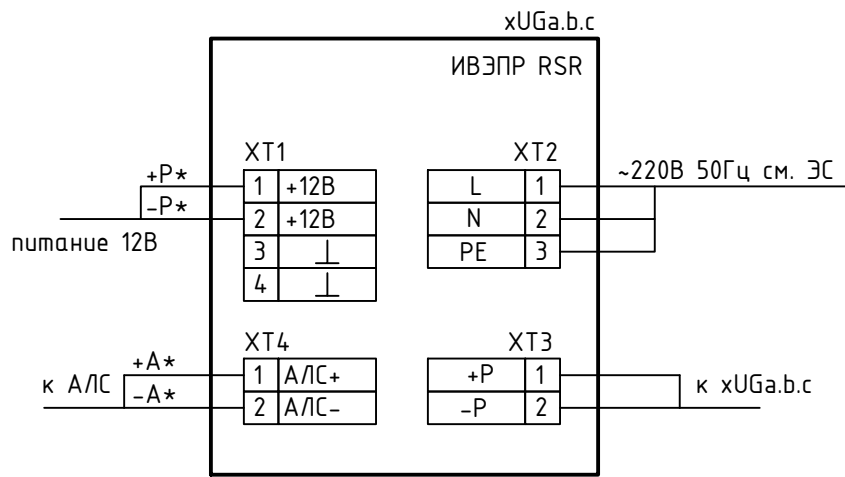 xUGa.b.c
ИВЭПР RSR
XT1
+P*
1 +12В
-P*
2 +12В
питание 12В
3 ⊥
4 ⊥
XT2
~220В 50Гц см. ЭС
L 1
N 2
PE 3
XT4
+A*
1 АЛС+
к АЛС
-A*
2 АЛС-
XT3
+P 1
-P 2
к xUGa.b.c